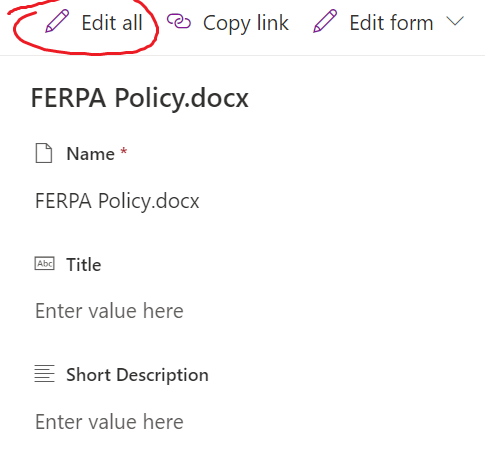 Edit all Copy link Edit form
FERPA Policy.docx
Name *
FERPA Policy.docx
Abc Title
Enter value here
Short Description
Enter value here